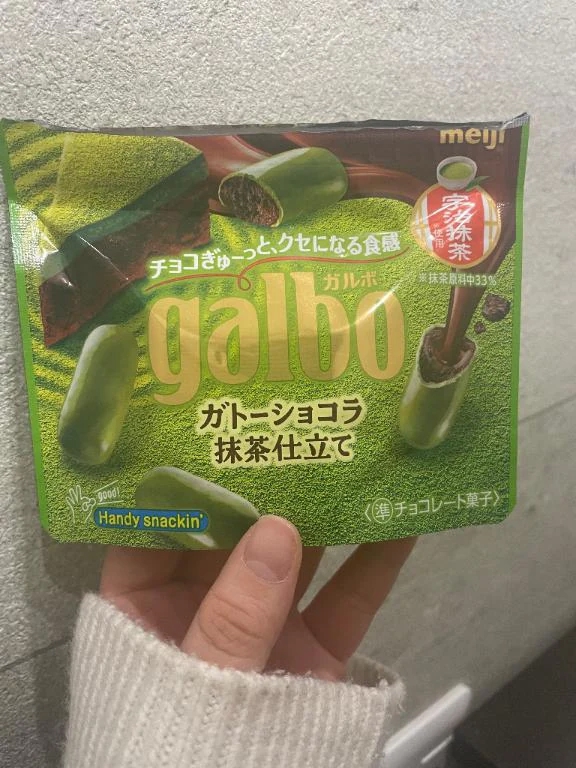 meiji
宇治抹茶
※使用
※抹茶原料中33%
チョコぎゅーっと、クセになる食感
ガルボ
galbo
ガトーショコラ
抹茶仕立て
good!
Handy snackin'
〈準チョコレート菓子〉